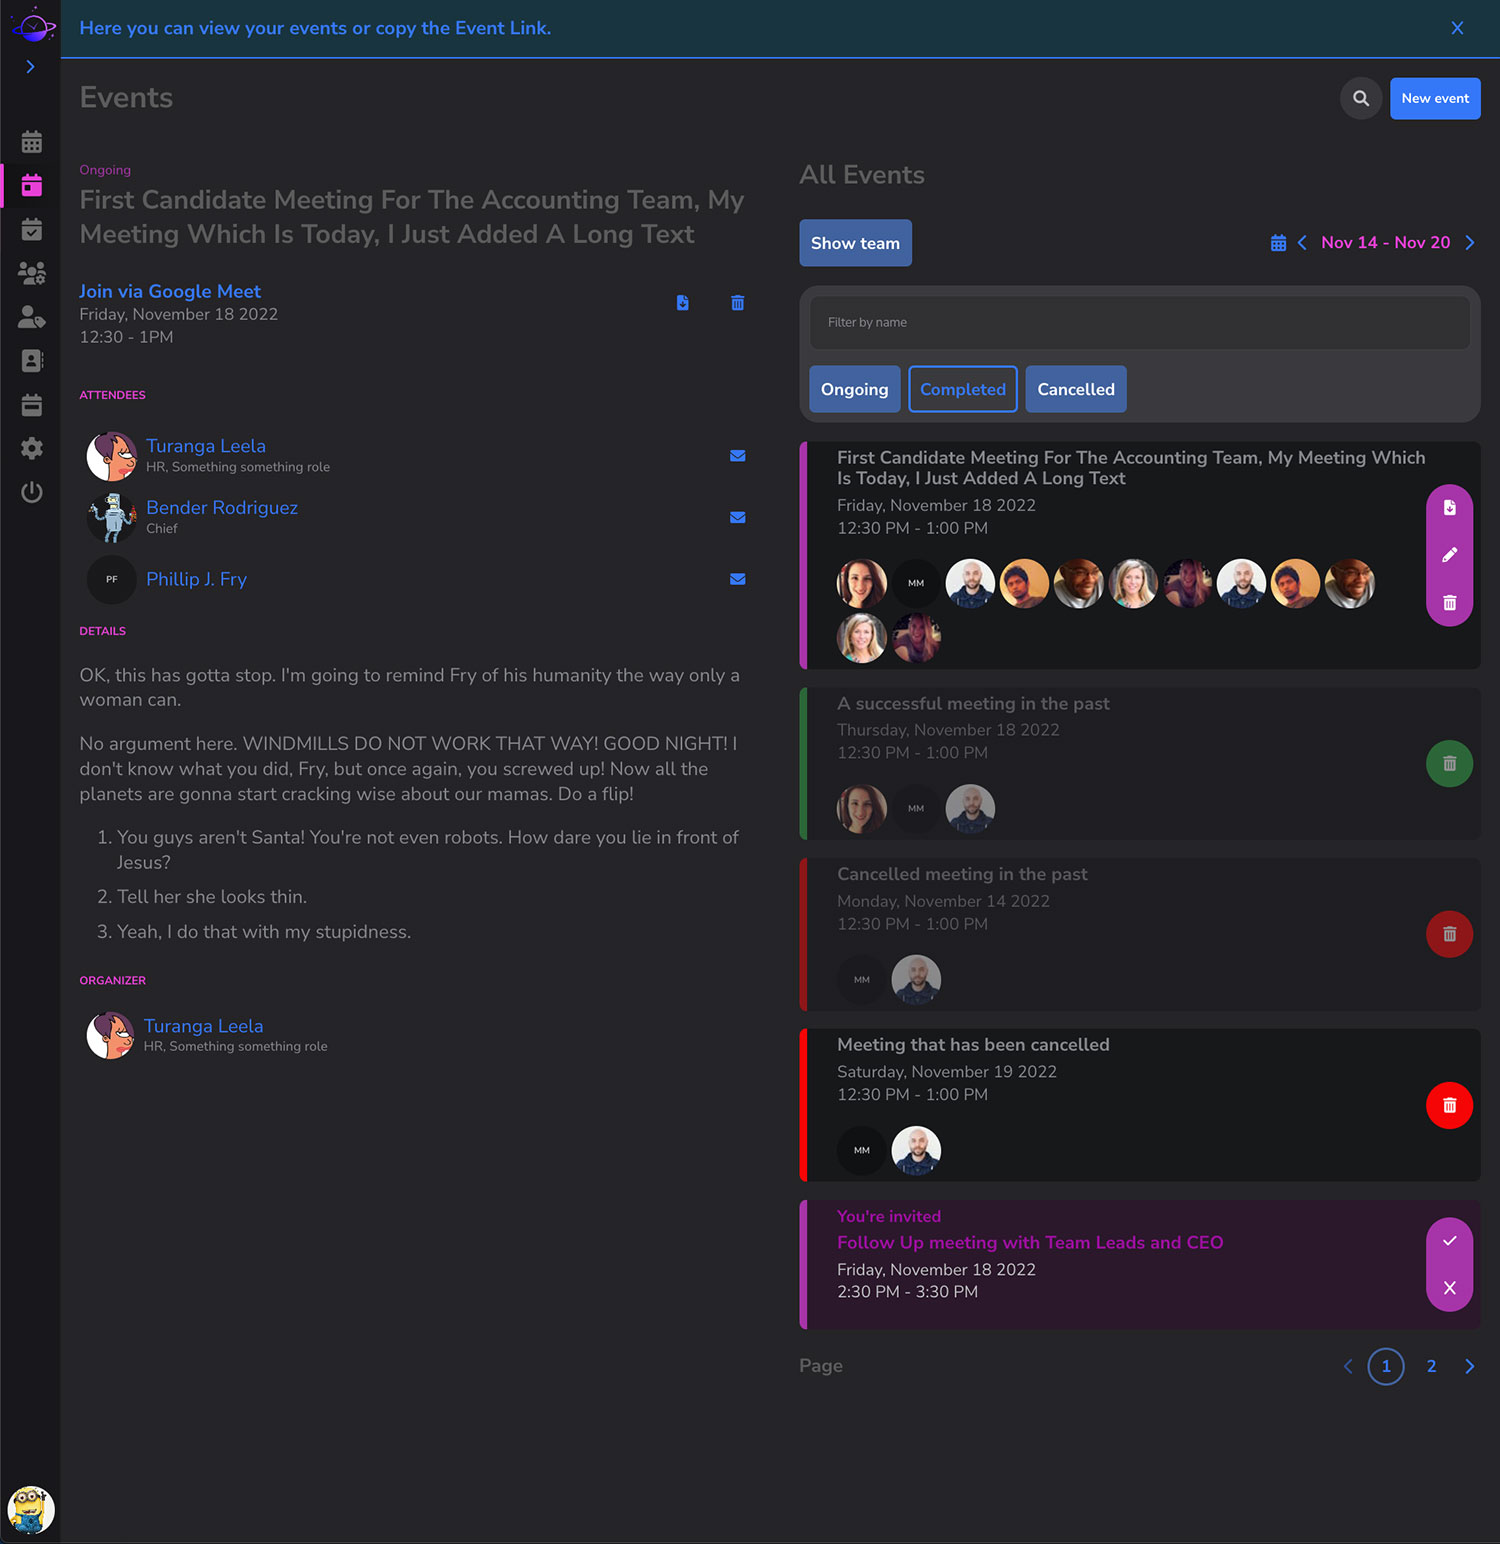 Here you can view your events or copy the Event Link.
X
Events
New event
Ongoing
First Candidate Meeting For The Accounting Team, My
Meeting Which Is Today, I Just Added A Long Text
Join via Google Meet
Friday, November 18 2022
12:30 - 1PM
ATTENDEES
Turanga Leela
HR, Something something role
Bender Rodriguez
Chief
PF
Phillip J. Fry
DETAILS
OK, this has gotta stop. I'm going to remind Fry of his humanity the way only a
woman can.
No argument here. WINDMILLS DO NOT WORK THAT WAY! GOOD NIGHT! I
don't know what you did, Fry, but once again, you screwed up! Now all the
planets are gonna start cracking wise about our mamas. Do a flip!
1. You guys aren't Santa! You're not even robots. How dare you lie in front of
Jesus?
2. Tell her she looks thin.
3. Yeah, I do that with my stupidness.
ORGANIZER
Turanga Leela
HR, Something something role
All Events
Show team
Nov 14 - Nov 20
Filter by name
Ongoing
Completed
Cancelled
First Candidate Meeting For The Accounting Team, My Meeting Which
Is Today, I Just Added A Long Text
Friday, November 18 2022
12:30 PM - 1:00 PM
MM
A successful meeting in the past
Thursday, November 18 2022
12:30 PM - 1:00 PM
MM
Cancelled meeting in the past
Monday, November 14 2022
12:30 PM - 1:00 PM
MM
Meeting that has been cancelled
Saturday, November 19 2022
12:30 PM - 1:00 PM
MM
You're invited
Follow Up meeting with Team Leads and CEO
Friday, November 18 2022
2:30 PM - 3:30 PM
X
Page
1
2